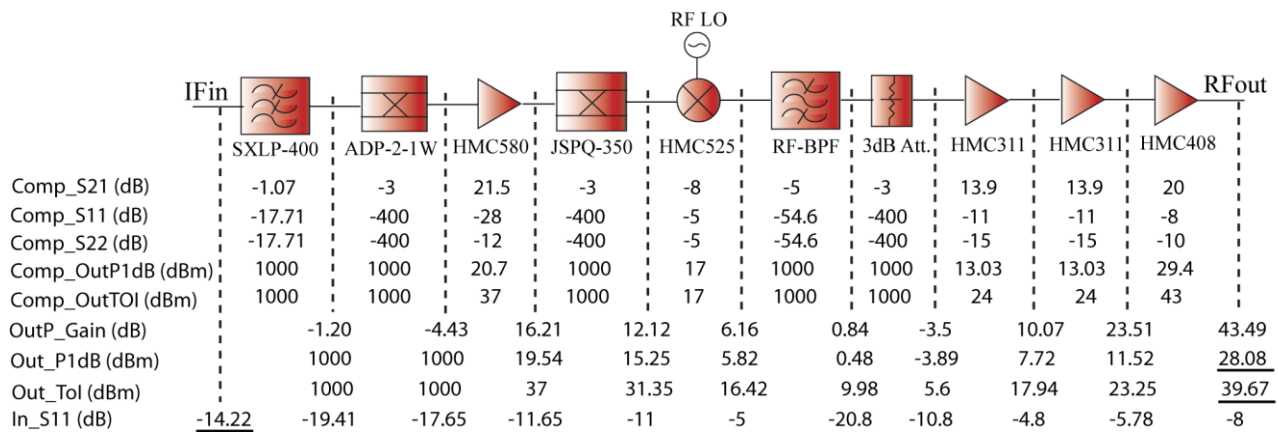 RF LO
IFin RFout
SXLP-400 ADP-2-1W HMC580 JSPQ-350 HMC525 RF-BPF 3dB Att. HMC311 HMC311 HMC408
Comp_S21 (dB) -1.07 -3 21.5 -3 -8 -5 -3 13.9 13.9 20
Comp_S11 (dB) -17.71 -400 -28 -400 -5 -54.6 -400 -11 -11 -8
Comp_S22 (dB) -17.71 -400 -12 -400 -5 -54.6 -400 -15 -15 -10
Comp_OutP1dB (dBm) 1000 1000 20.7 1000 17 1000 1000 13.03 13.03 29.4
Comp_OutTOI (dBm) 1000 1000 37 1000 17 1000 1000 24 24 43
OutP_Gain (dB) -1.20 -4.43 16.21 12.12 6.16 0.84 -3.5 10.07 23.51 43.49
Out_P1dB (dBm) 1000 1000 19.54 15.25 5.82 0.48 -3.89 7.72 11.52 28.08
Out_ToI (dBm) 1000 1000 37 31.35 16.42 9.98 5.6 17.94 23.25 39.67
In_S11 (dB) -14.22 -19.41 -17.65 -11.65 -11 -5 -20.8 -10.8 -4.8 -5.78 -8